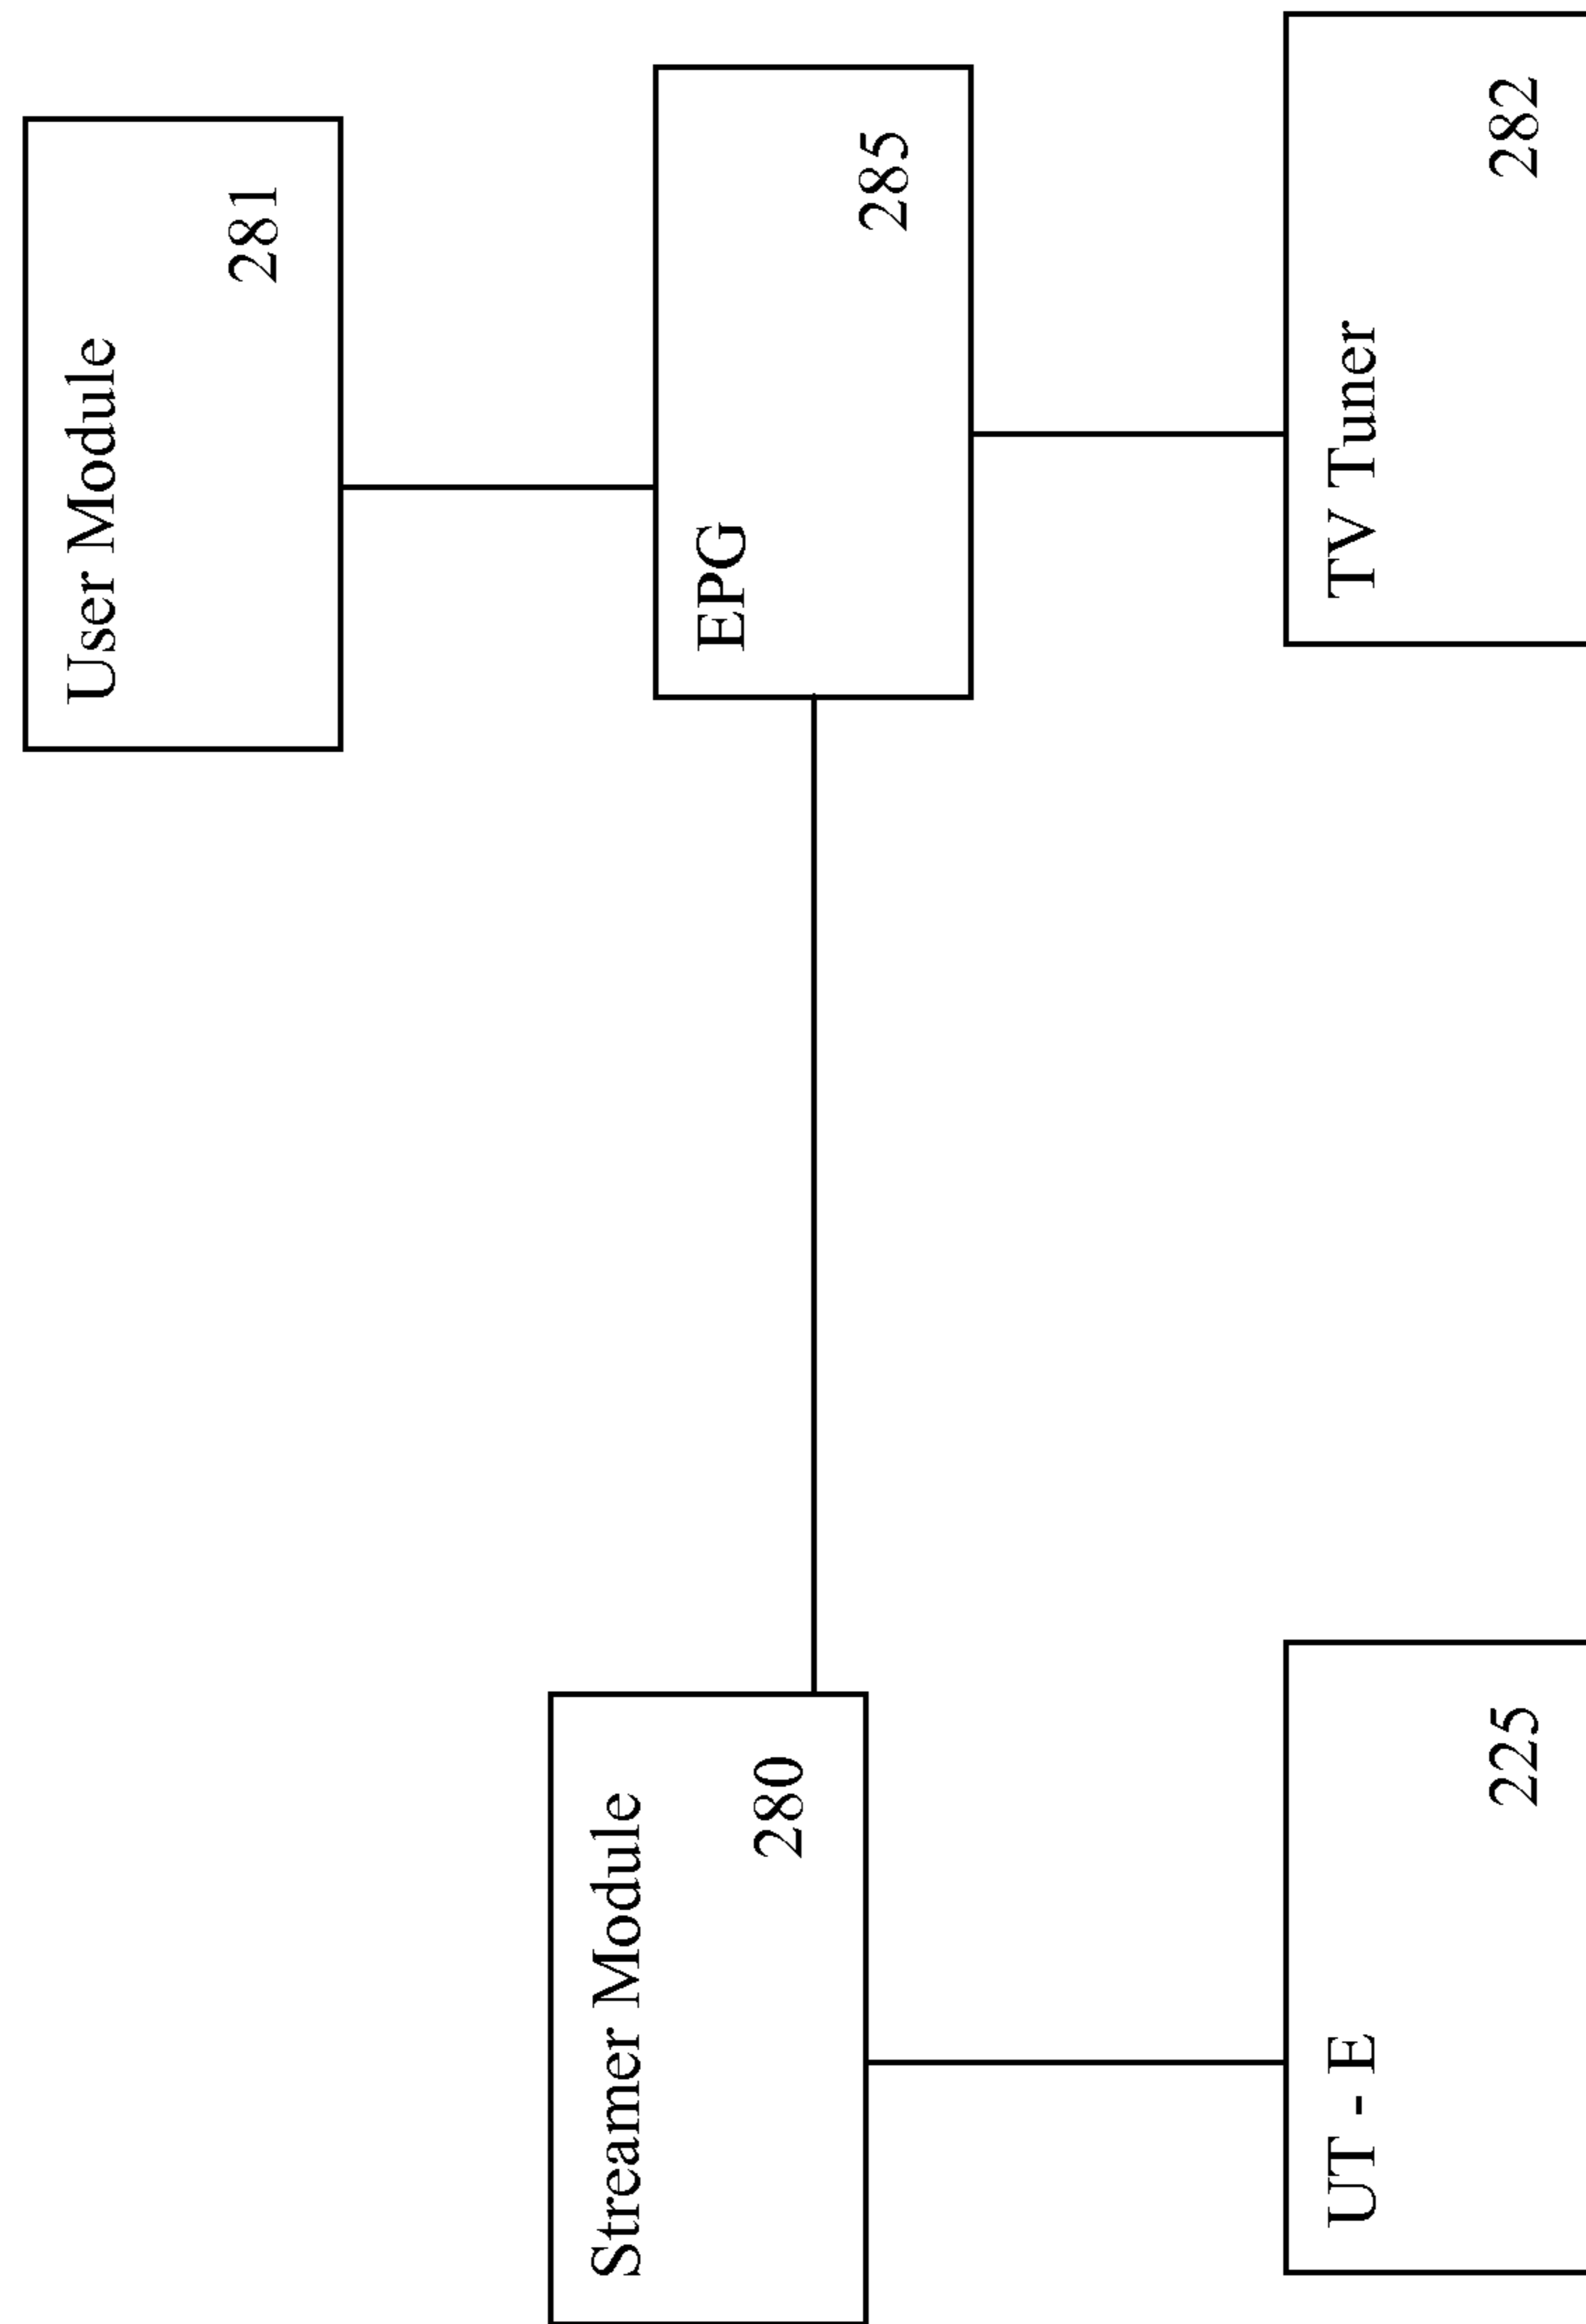 User Module
281
Streamer Module
280
EPG
285
UT - E
225
TV Tuner
282